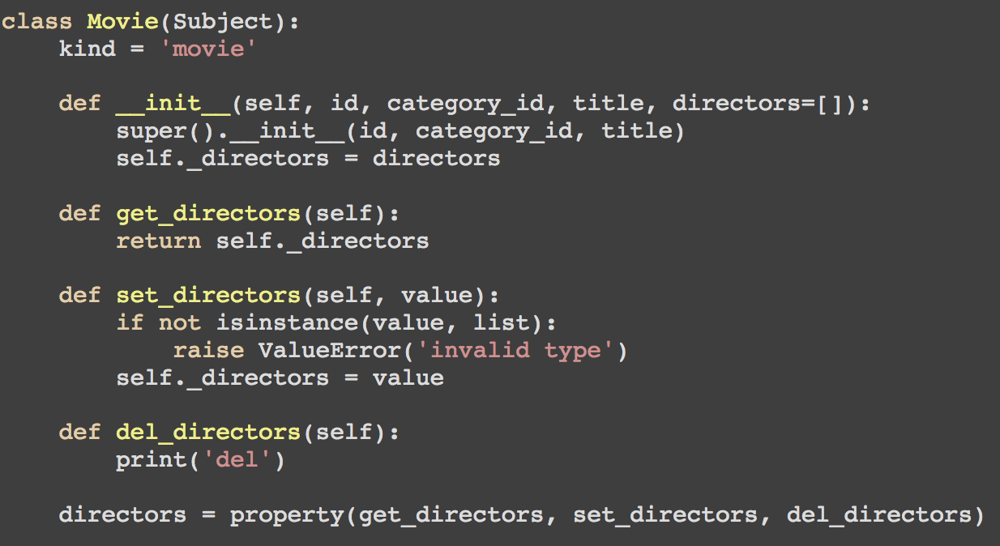 class Movie(Subject):
    kind = 'movie'

    def __init__(self, id, category_id, title, directors=[]):
        super().__init__(id, category_id, title)
        self._directors = directors

    def get_directors(self):
        return self._directors

    def set_directors(self, value):
        if not isinstance(value, list):
            raise ValueError('invalid type')
        self._directors = value

    def del_directors(self):
        print('del')

    directors = property(get_directors, set_directors, del_directors)